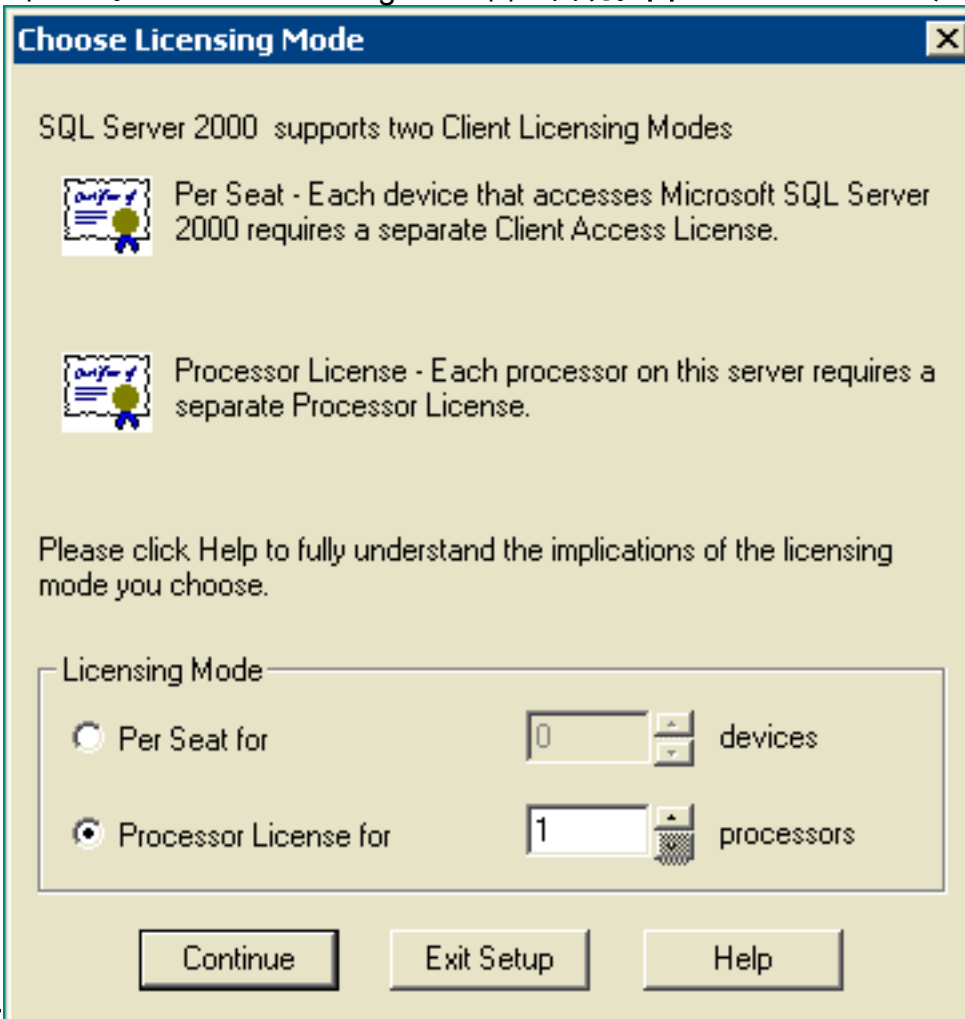 Choose Licensing Mode
SQL Server 2000 supports two Client Licensing Modes
Per Seat - Each device that accesses Microsoft SQL Server
2000 requires a separate Client Access License.
Processor License - Each processor on this server requires a
separate Processor License.
Please click Help to fully understand the implications of the licensing
mode you choose.
Licensing Mode
Per Seat for 0 devices
Processor License for 1 processors
Continue Exit Setup Help